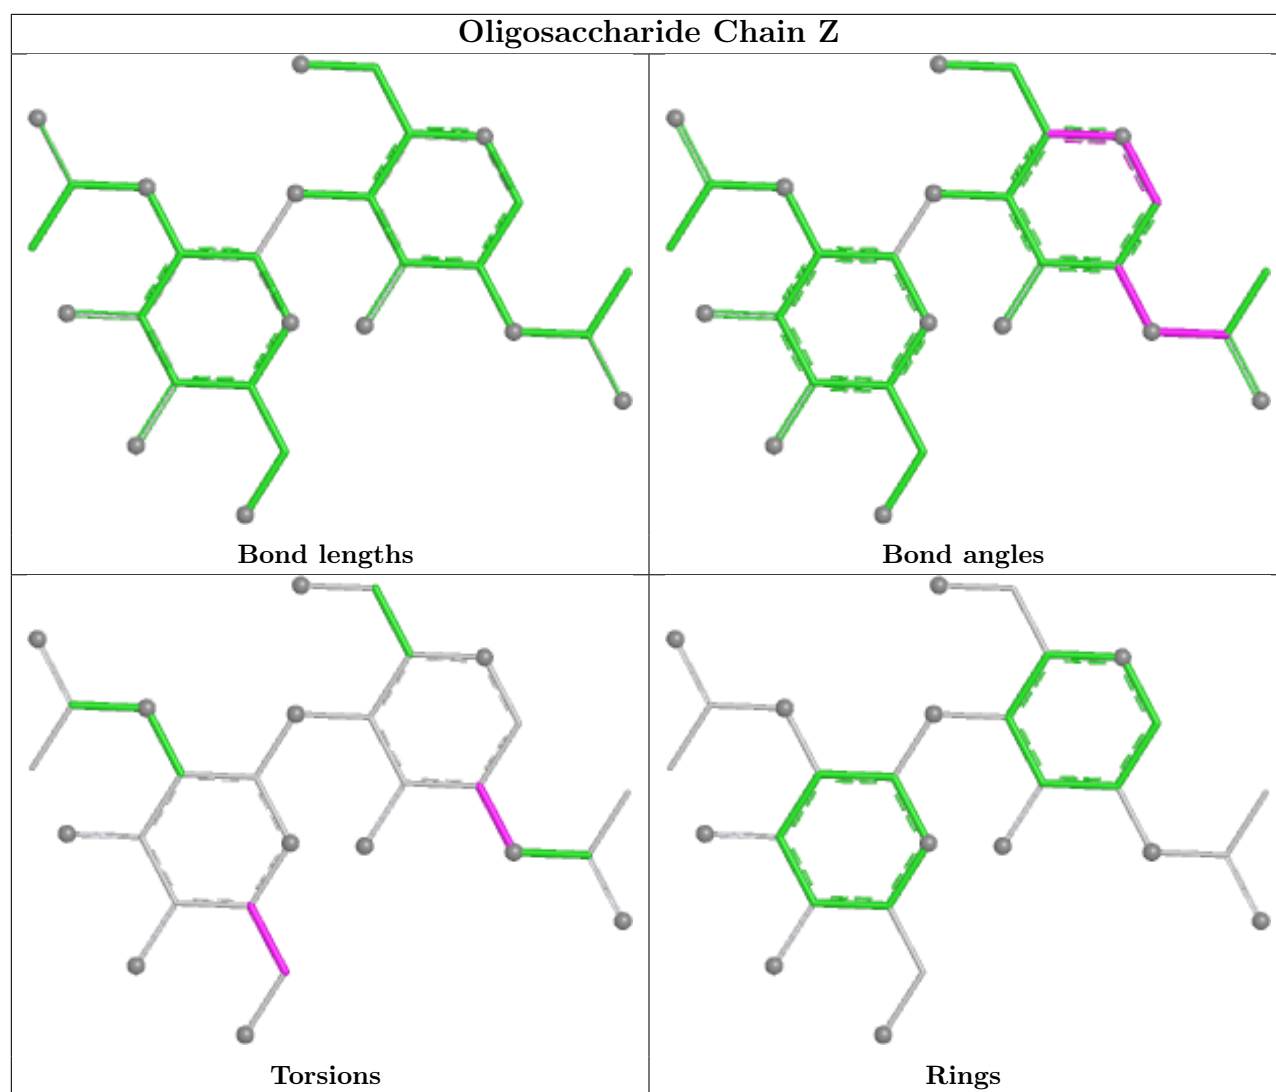 Oligosaccharide Chain Z
Bond lengths
Bond angles
Torsions
Rings